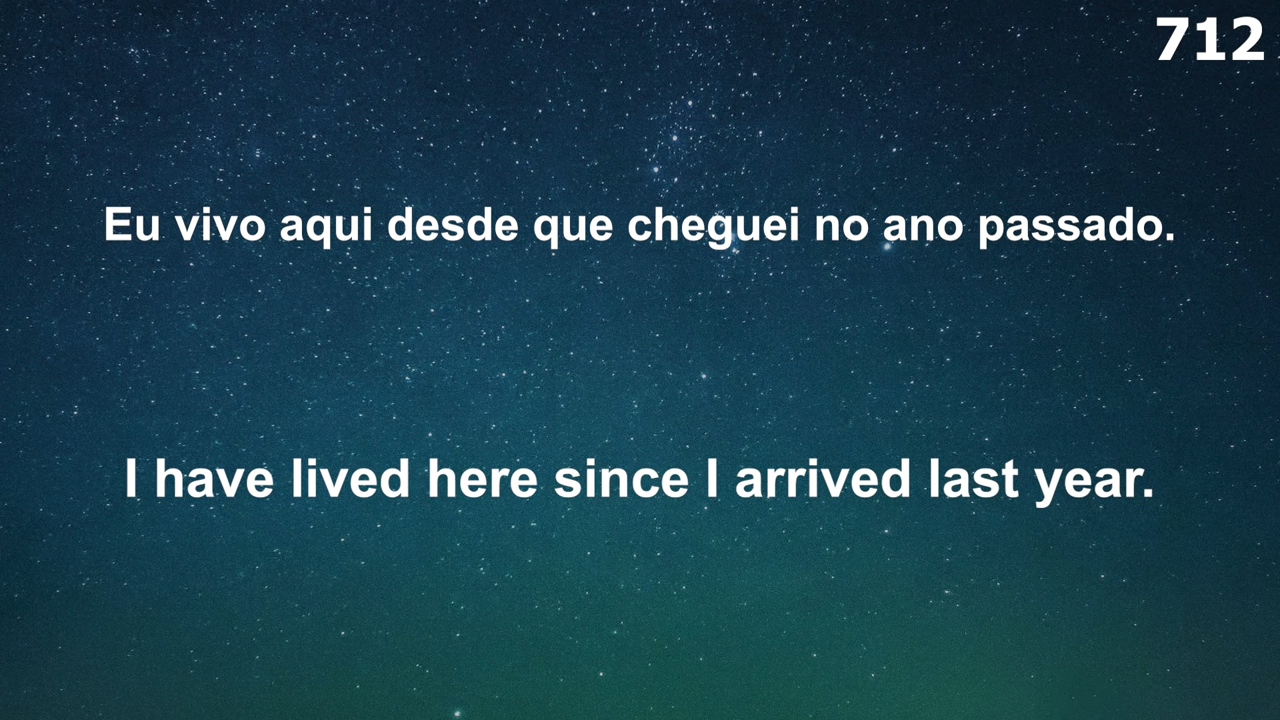 712
Eu vivo aqui desde que cheguei no ano passado.
I have lived here since I arrived last year.